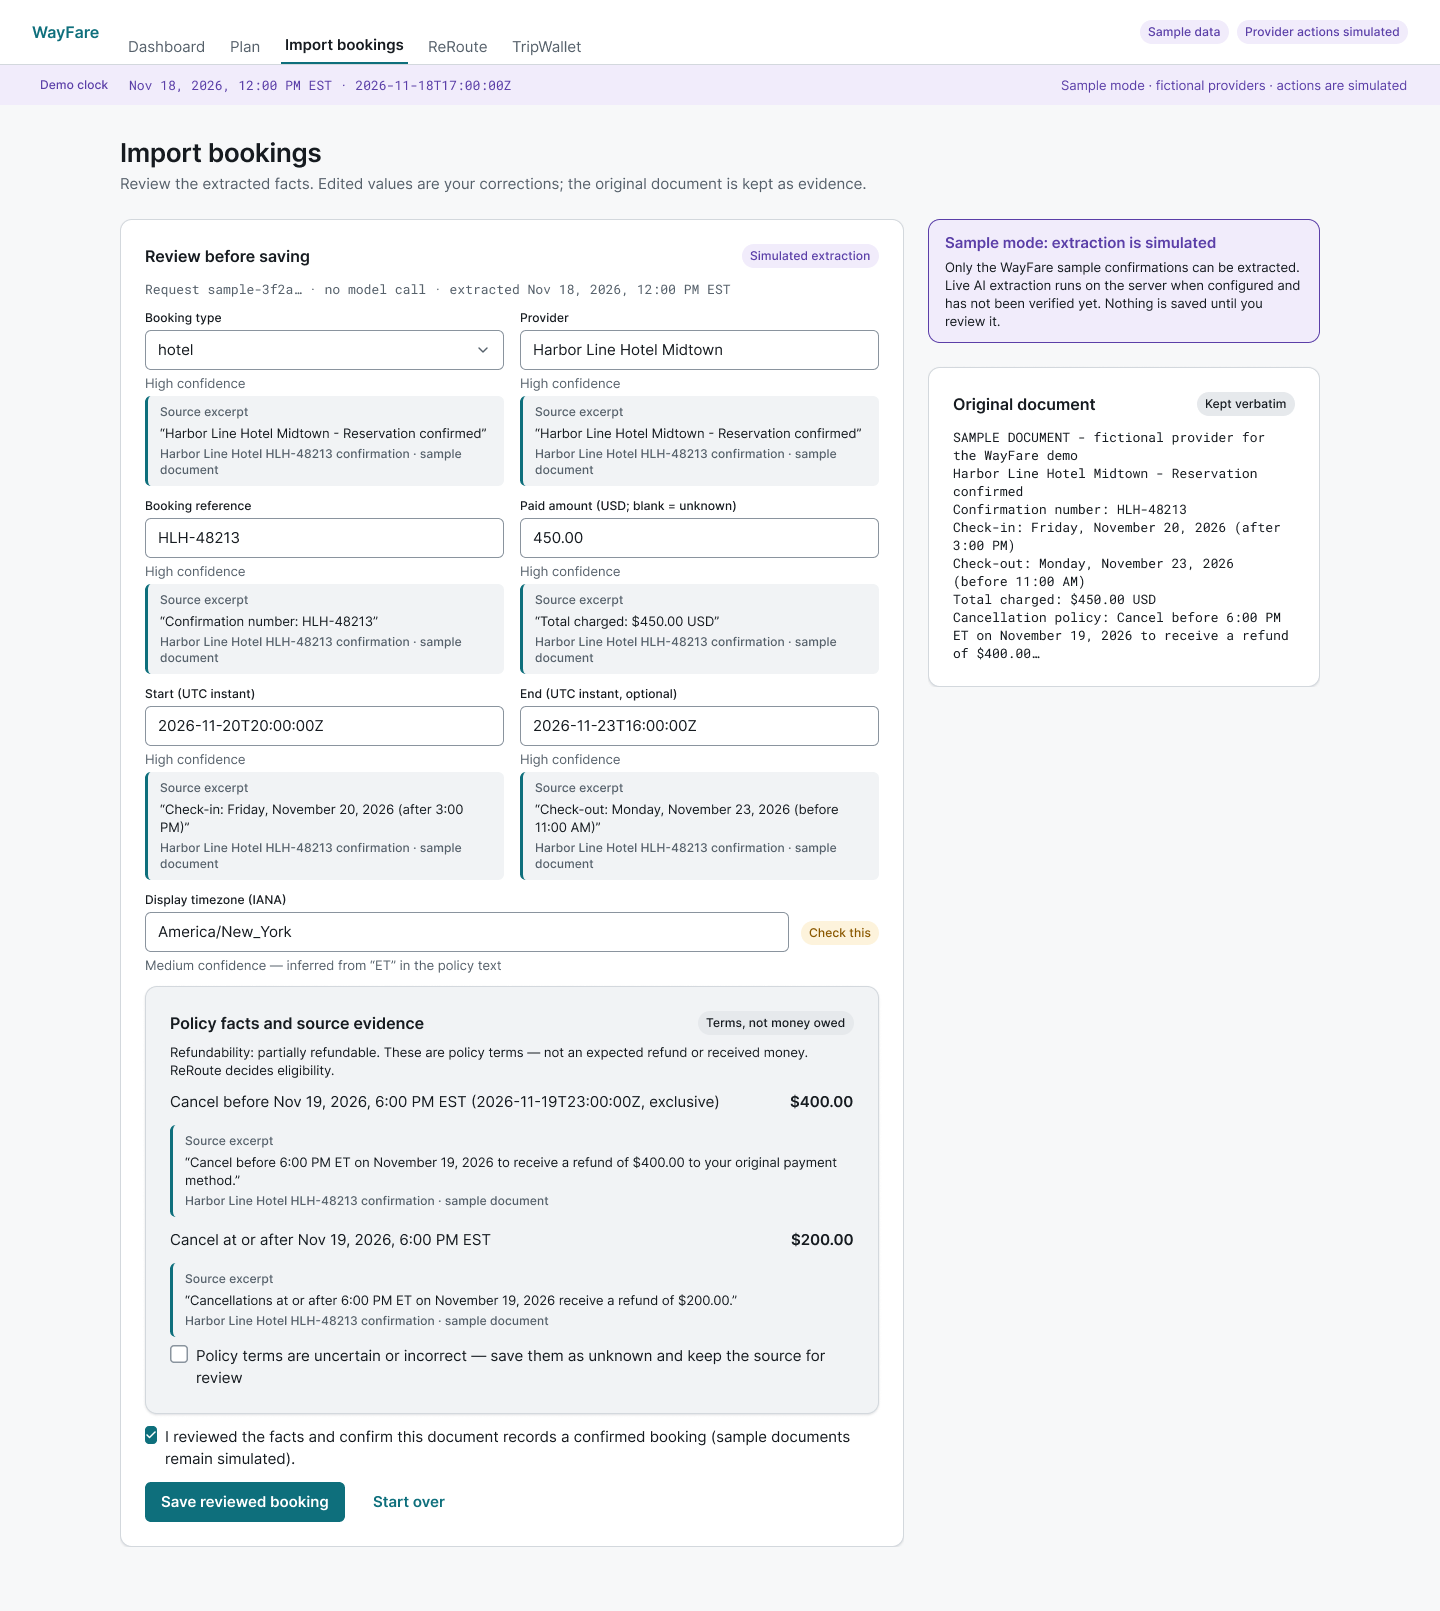 WayFare
Dashboard
Plan
Import bookings
ReRoute
TripWallet
Sample data
Provider actions simulated
Demo clock
Nov 18, 2026, 12:00 PM EST · 2026-11-18T17:00:00Z
Sample mode · fictional providers · actions are simulated
Import bookings
Review the extracted facts. Edited values are your corrections; the original document is kept as evidence.
Review before saving
Simulated extraction
Request sample-3f2a… · no model call · extracted Nov 18, 2026, 12:00 PM EST
Booking type
hotel
High confidence
Source excerpt
“Harbor Line Hotel Midtown - Reservation confirmed”
Harbor Line Hotel HLH-48213 confirmation · sample
document
Provider
Harbor Line Hotel Midtown
High confidence
Source excerpt
“Harbor Line Hotel Midtown - Reservation confirmed”
Harbor Line Hotel HLH-48213 confirmation · sample
document
Booking reference
HLH-48213
High confidence
Source excerpt
“Confirmation number: HLH-48213”
Harbor Line Hotel HLH-48213 confirmation · sample
document
Paid amount (USD; blank = unknown)
450.00
High confidence
Source excerpt
“Total charged: $450.00 USD”
Harbor Line Hotel HLH-48213 confirmation · sample
document
Start (UTC instant)
2026-11-20T20:00:00Z
High confidence
Source excerpt
“Check-in: Friday, November 20, 2026 (after 3:00
PM)”
Harbor Line Hotel HLH-48213 confirmation · sample
document
End (UTC instant, optional)
2026-11-23T16:00:00Z
High confidence
Source excerpt
“Check-out: Monday, November 23, 2026 (before
11:00 AM)”
Harbor Line Hotel HLH-48213 confirmation · sample
document
Display timezone (IANA)
America/New_York
Check this
Medium confidence — inferred from “ET” in the policy text
Policy facts and source evidence
Terms, not money owed
Refundability: partially refundable. These are policy terms — not an expected refund or received money.
ReRoute decides eligibility.
Cancel before Nov 19, 2026, 6:00 PM EST (2026-11-19T23:00:00Z, exclusive)
$400.00
Source excerpt
“Cancel before 6:00 PM ET on November 19, 2026 to receive a refund of $400.00 to your original payment
method.”
Harbor Line Hotel HLH-48213 confirmation · sample document
Cancel at or after Nov 19, 2026, 6:00 PM EST
$200.00
Source excerpt
“Cancellations at or after 6:00 PM ET on November 19, 2026 receive a refund of $200.00.”
Harbor Line Hotel HLH-48213 confirmation · sample document
Policy terms are uncertain or incorrect — save them as unknown and keep the source for
review
I reviewed the facts and confirm this document records a confirmed booking (sample documents
remain simulated).
Save reviewed booking
Start over
Sample mode: extraction is simulated
Only the WayFare sample confirmations can be extracted.
Live AI extraction runs on the server when configured and
has not been verified yet. Nothing is saved until you
review it.
Original document
Kept verbatim
SAMPLE DOCUMENT - fictional provider for
the WayFare demo
Harbor Line Hotel Midtown - Reservation
confirmed
Confirmation number: HLH-48213
Check-in: Friday, November 20, 2026 (after
3:00 PM)
Check-out: Monday, November 23, 2026
(before 11:00 AM)
Total charged: $450.00 USD
Cancellation policy: Cancel before 6:00 PM
ET on November 19, 2026 to receive a refund
of $400.00…